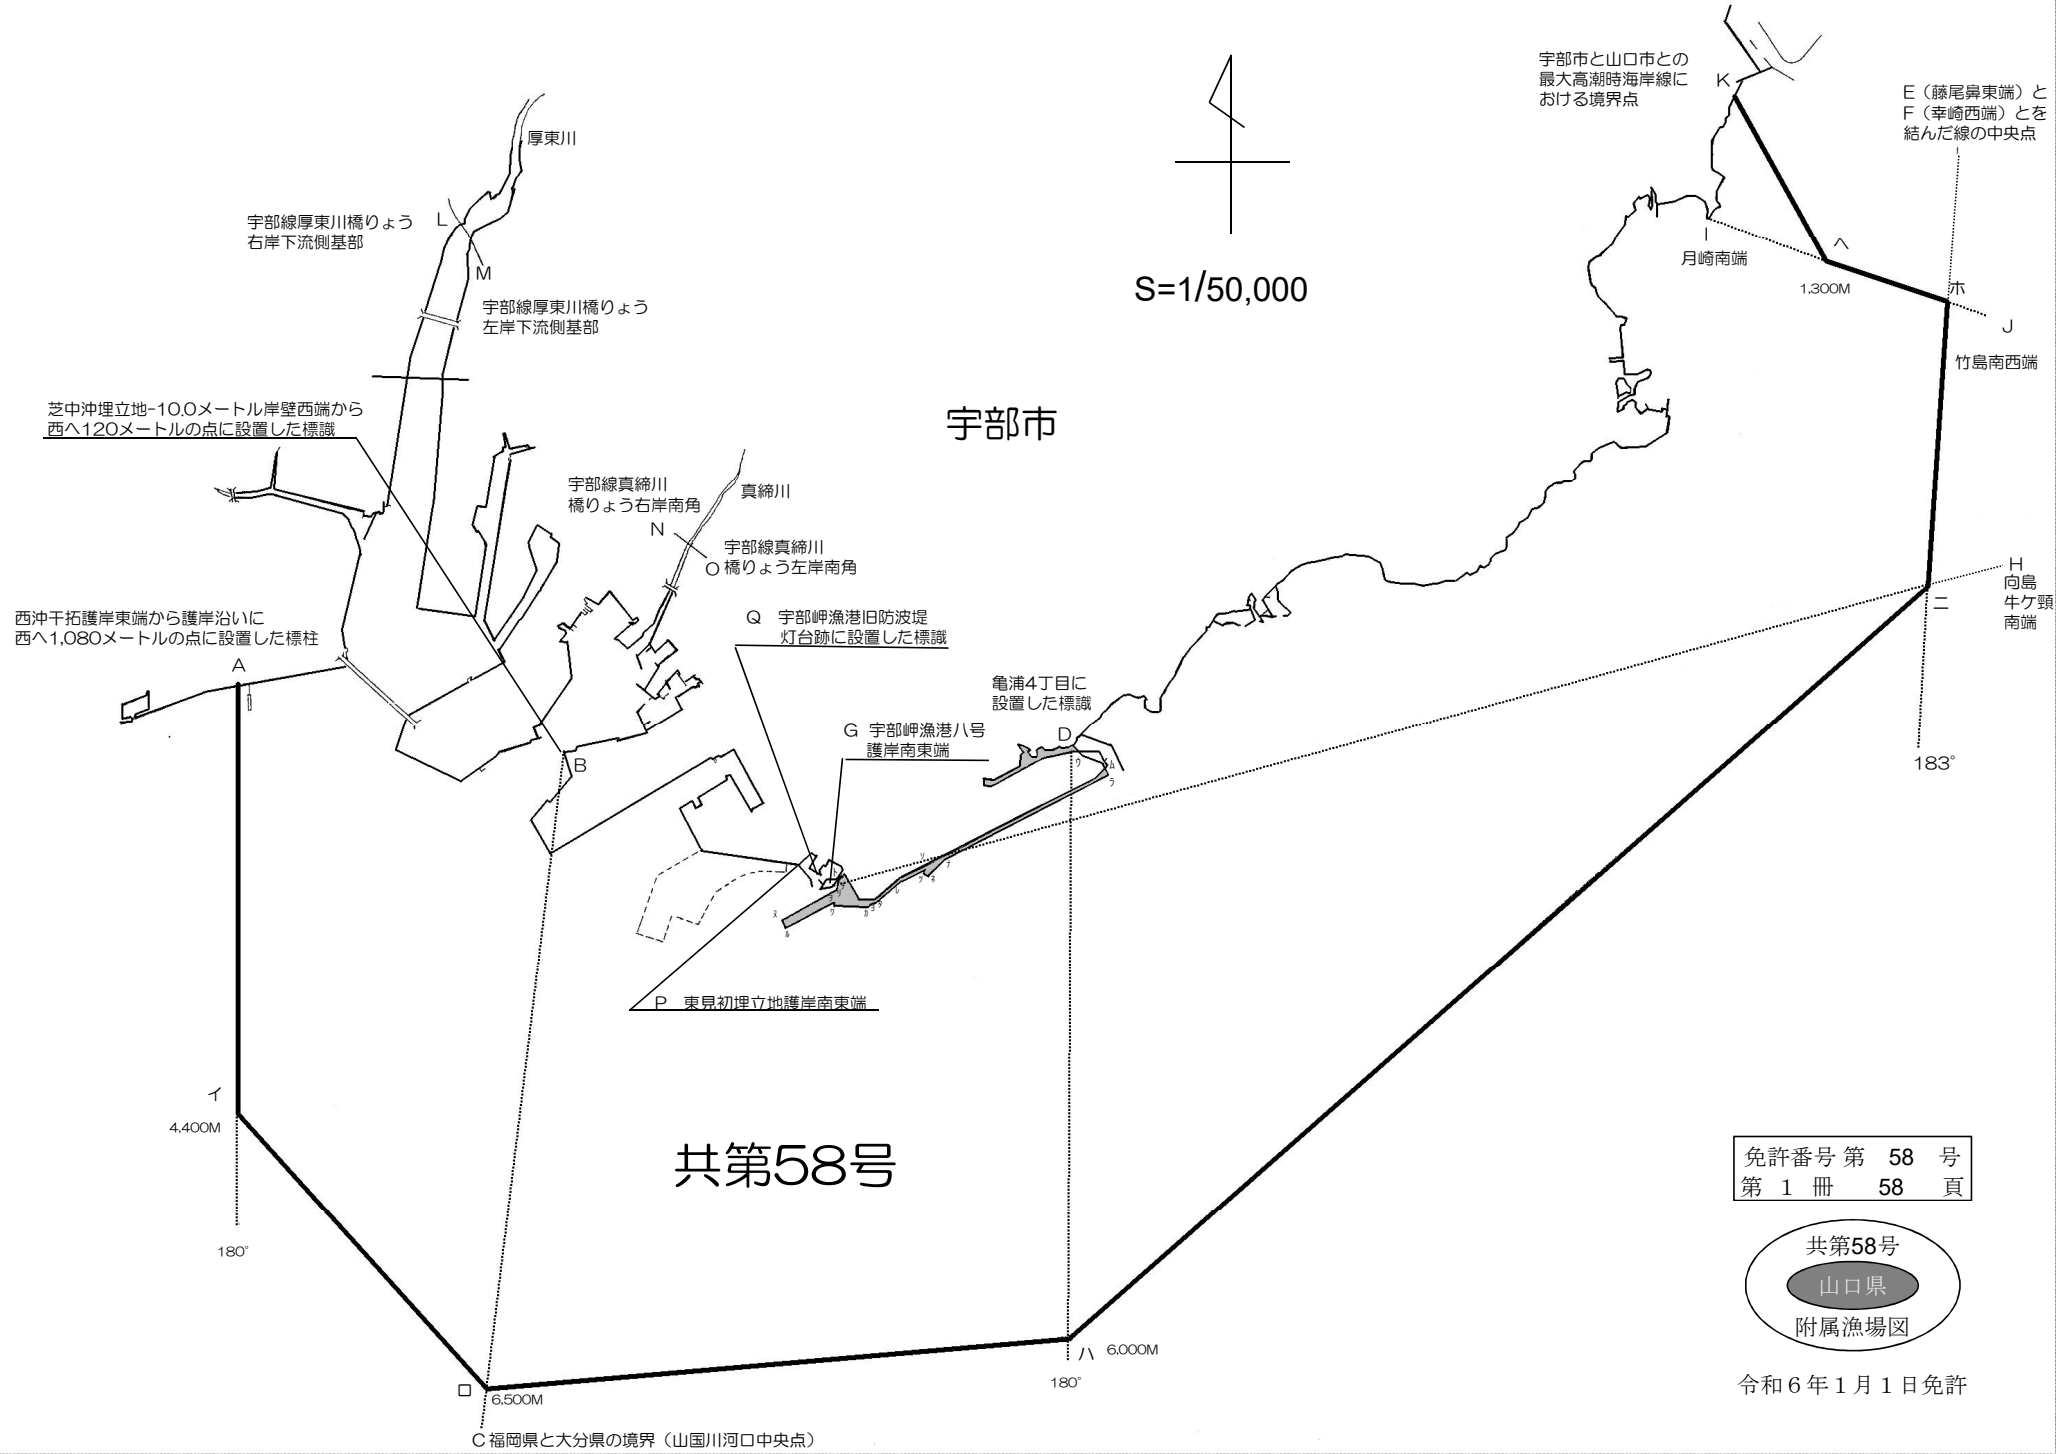 宇部市と山口市との
最大高潮時海岸線に
おける境界点
K
E（藤尾鼻東端）と
F（幸崎西端）とを
結んだ線の中央点
厚東川
宇部線厚東川橋りょう
右岸下流側基部
L
M
宇部線厚東川橋りょう
左岸下流側基部
S=1/50,000
I
月崎南端
ヘ
1,300M
ホ
J
竹島南西端
芝中沖埋立地-10.0メートル岸壁西端から
西へ120メートルの点に設置した標識
宇部市
宇部線真締川
橋りょう右岸南角
N
真締川
宇部線真締川
O 橋りょう左岸南角
H
向島
牛ケ頸
南端
ニ
西沖干拓護岸東端から護岸沿いに
西へ1,080メートルの点に設置した標柱
A
Q 宇部岬漁港旧防波堤
灯台跡に設置した標識
亀浦4丁目に
設置した標識
D
G 宇部岬漁港八号
護岸南東端
B
183°
ウ
ム
ラ
ソ
ナ
ツ
ネ
レ
タ
ヨ
カ
ワ
ヌ
ル
P 東見初埋立地護岸南東端
イ
4,400M
180°
共第58号
免許番号 第 58 号
第 1 冊 58 頁
共第58号
山口県
附属漁場図
令和６年１月１日免許
ハ 6,000M
180°
ロ
6,500M
C 福岡県と大分県の境界（山国川河口中央点）